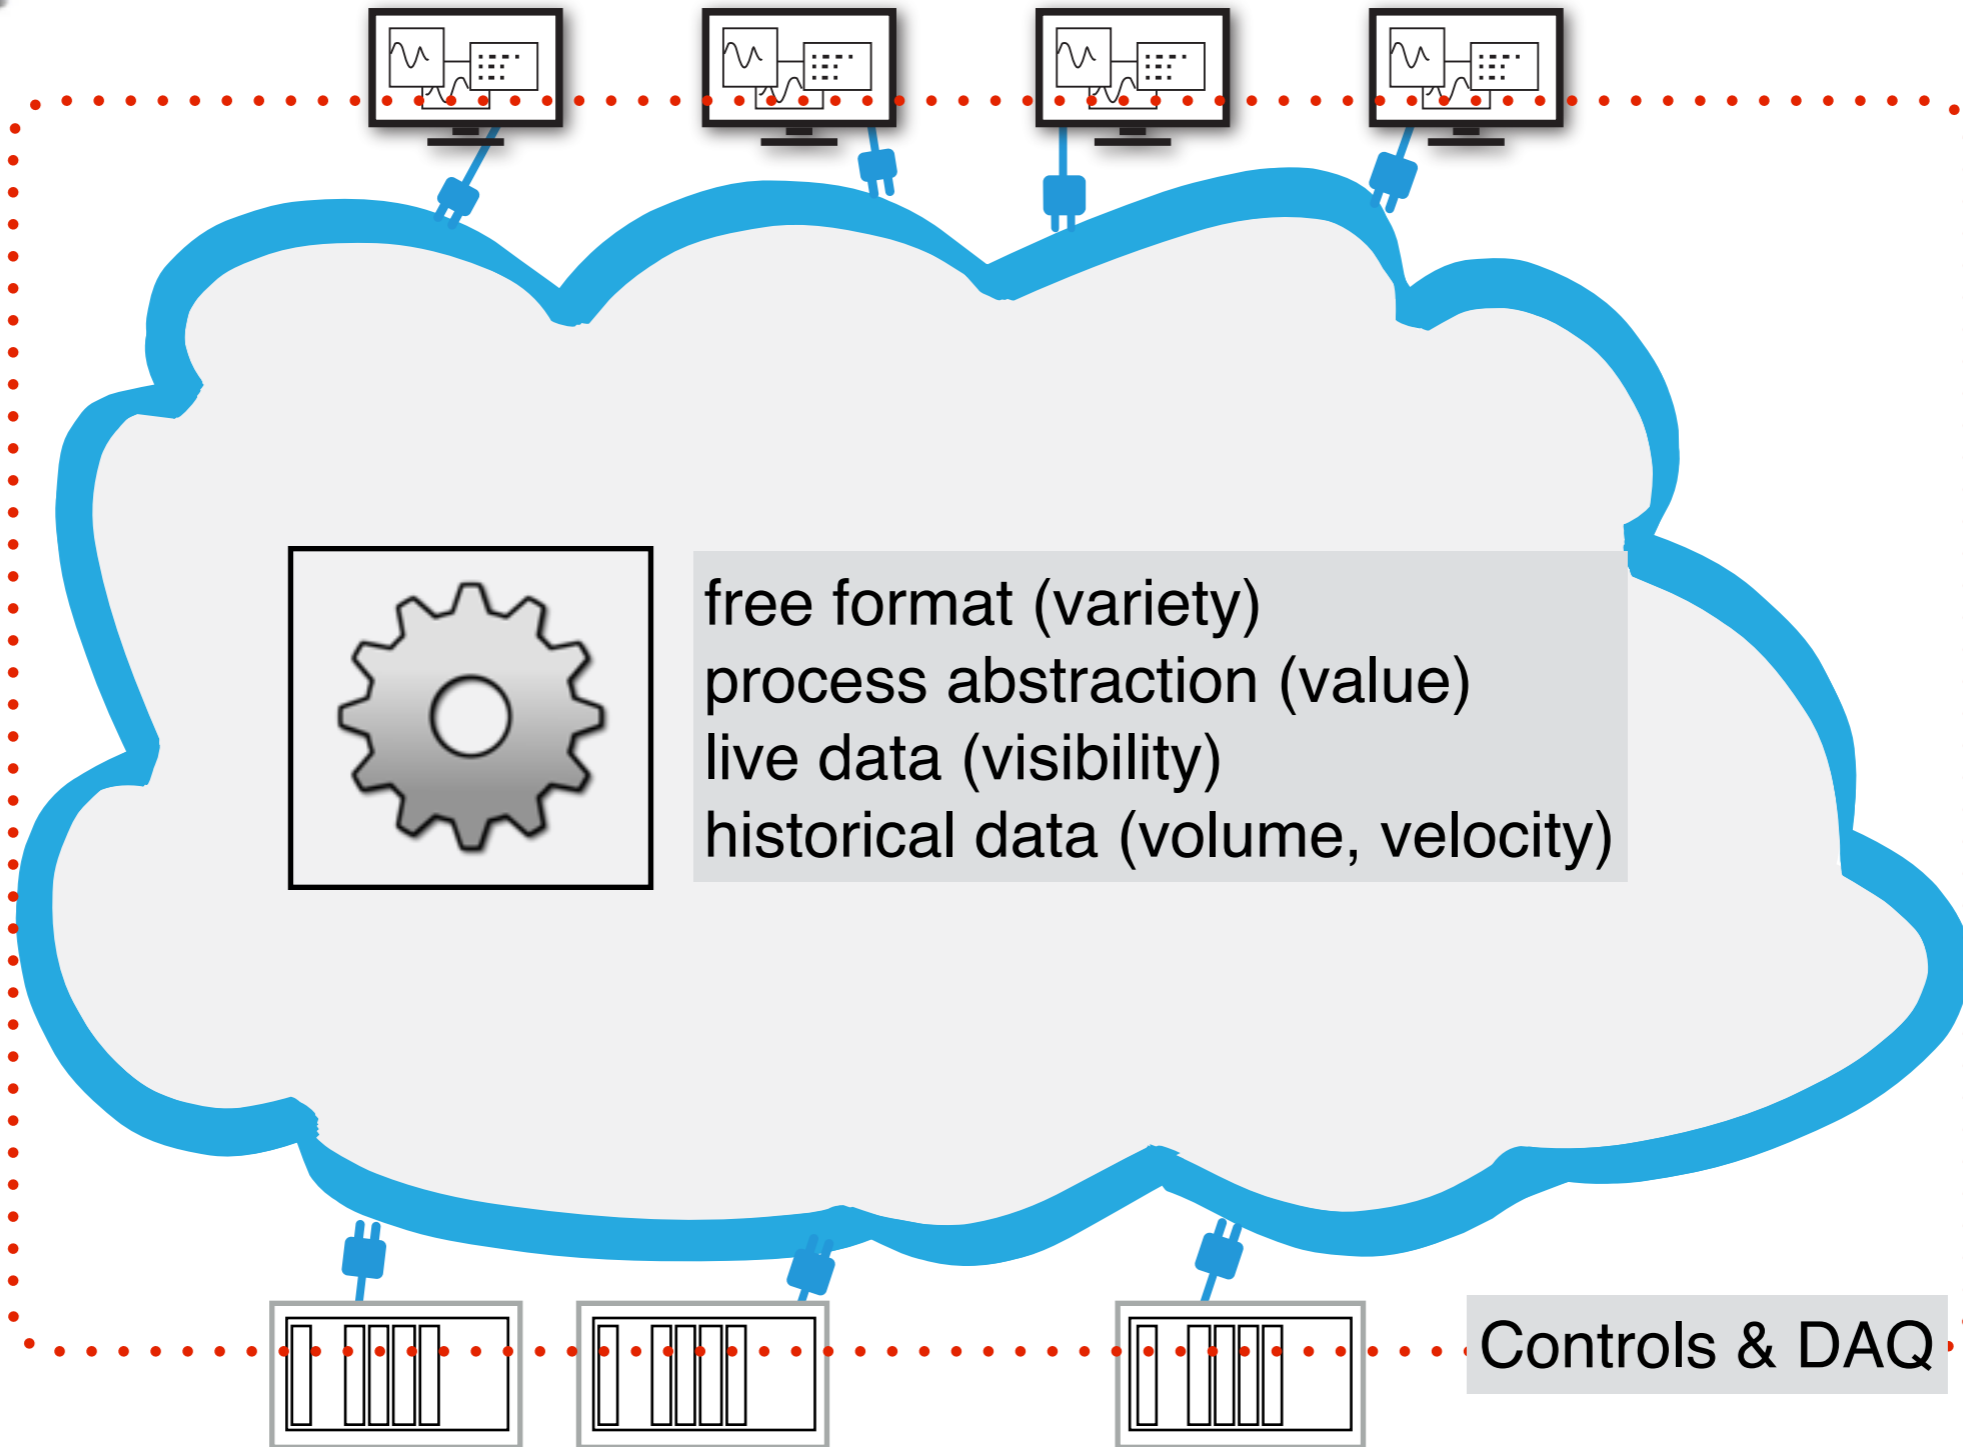 free format (variety)
process abstraction (value)
live data (visibility)
historical data (volume, velocity)
Controls & DAQ